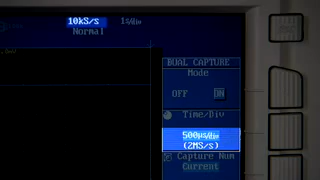 10kS/s 1s/div
Normal
DUAL CAPTURE
Mode
OFF ON
Time/Div
500μs/div
(2MS/s)
Capture Num
Current